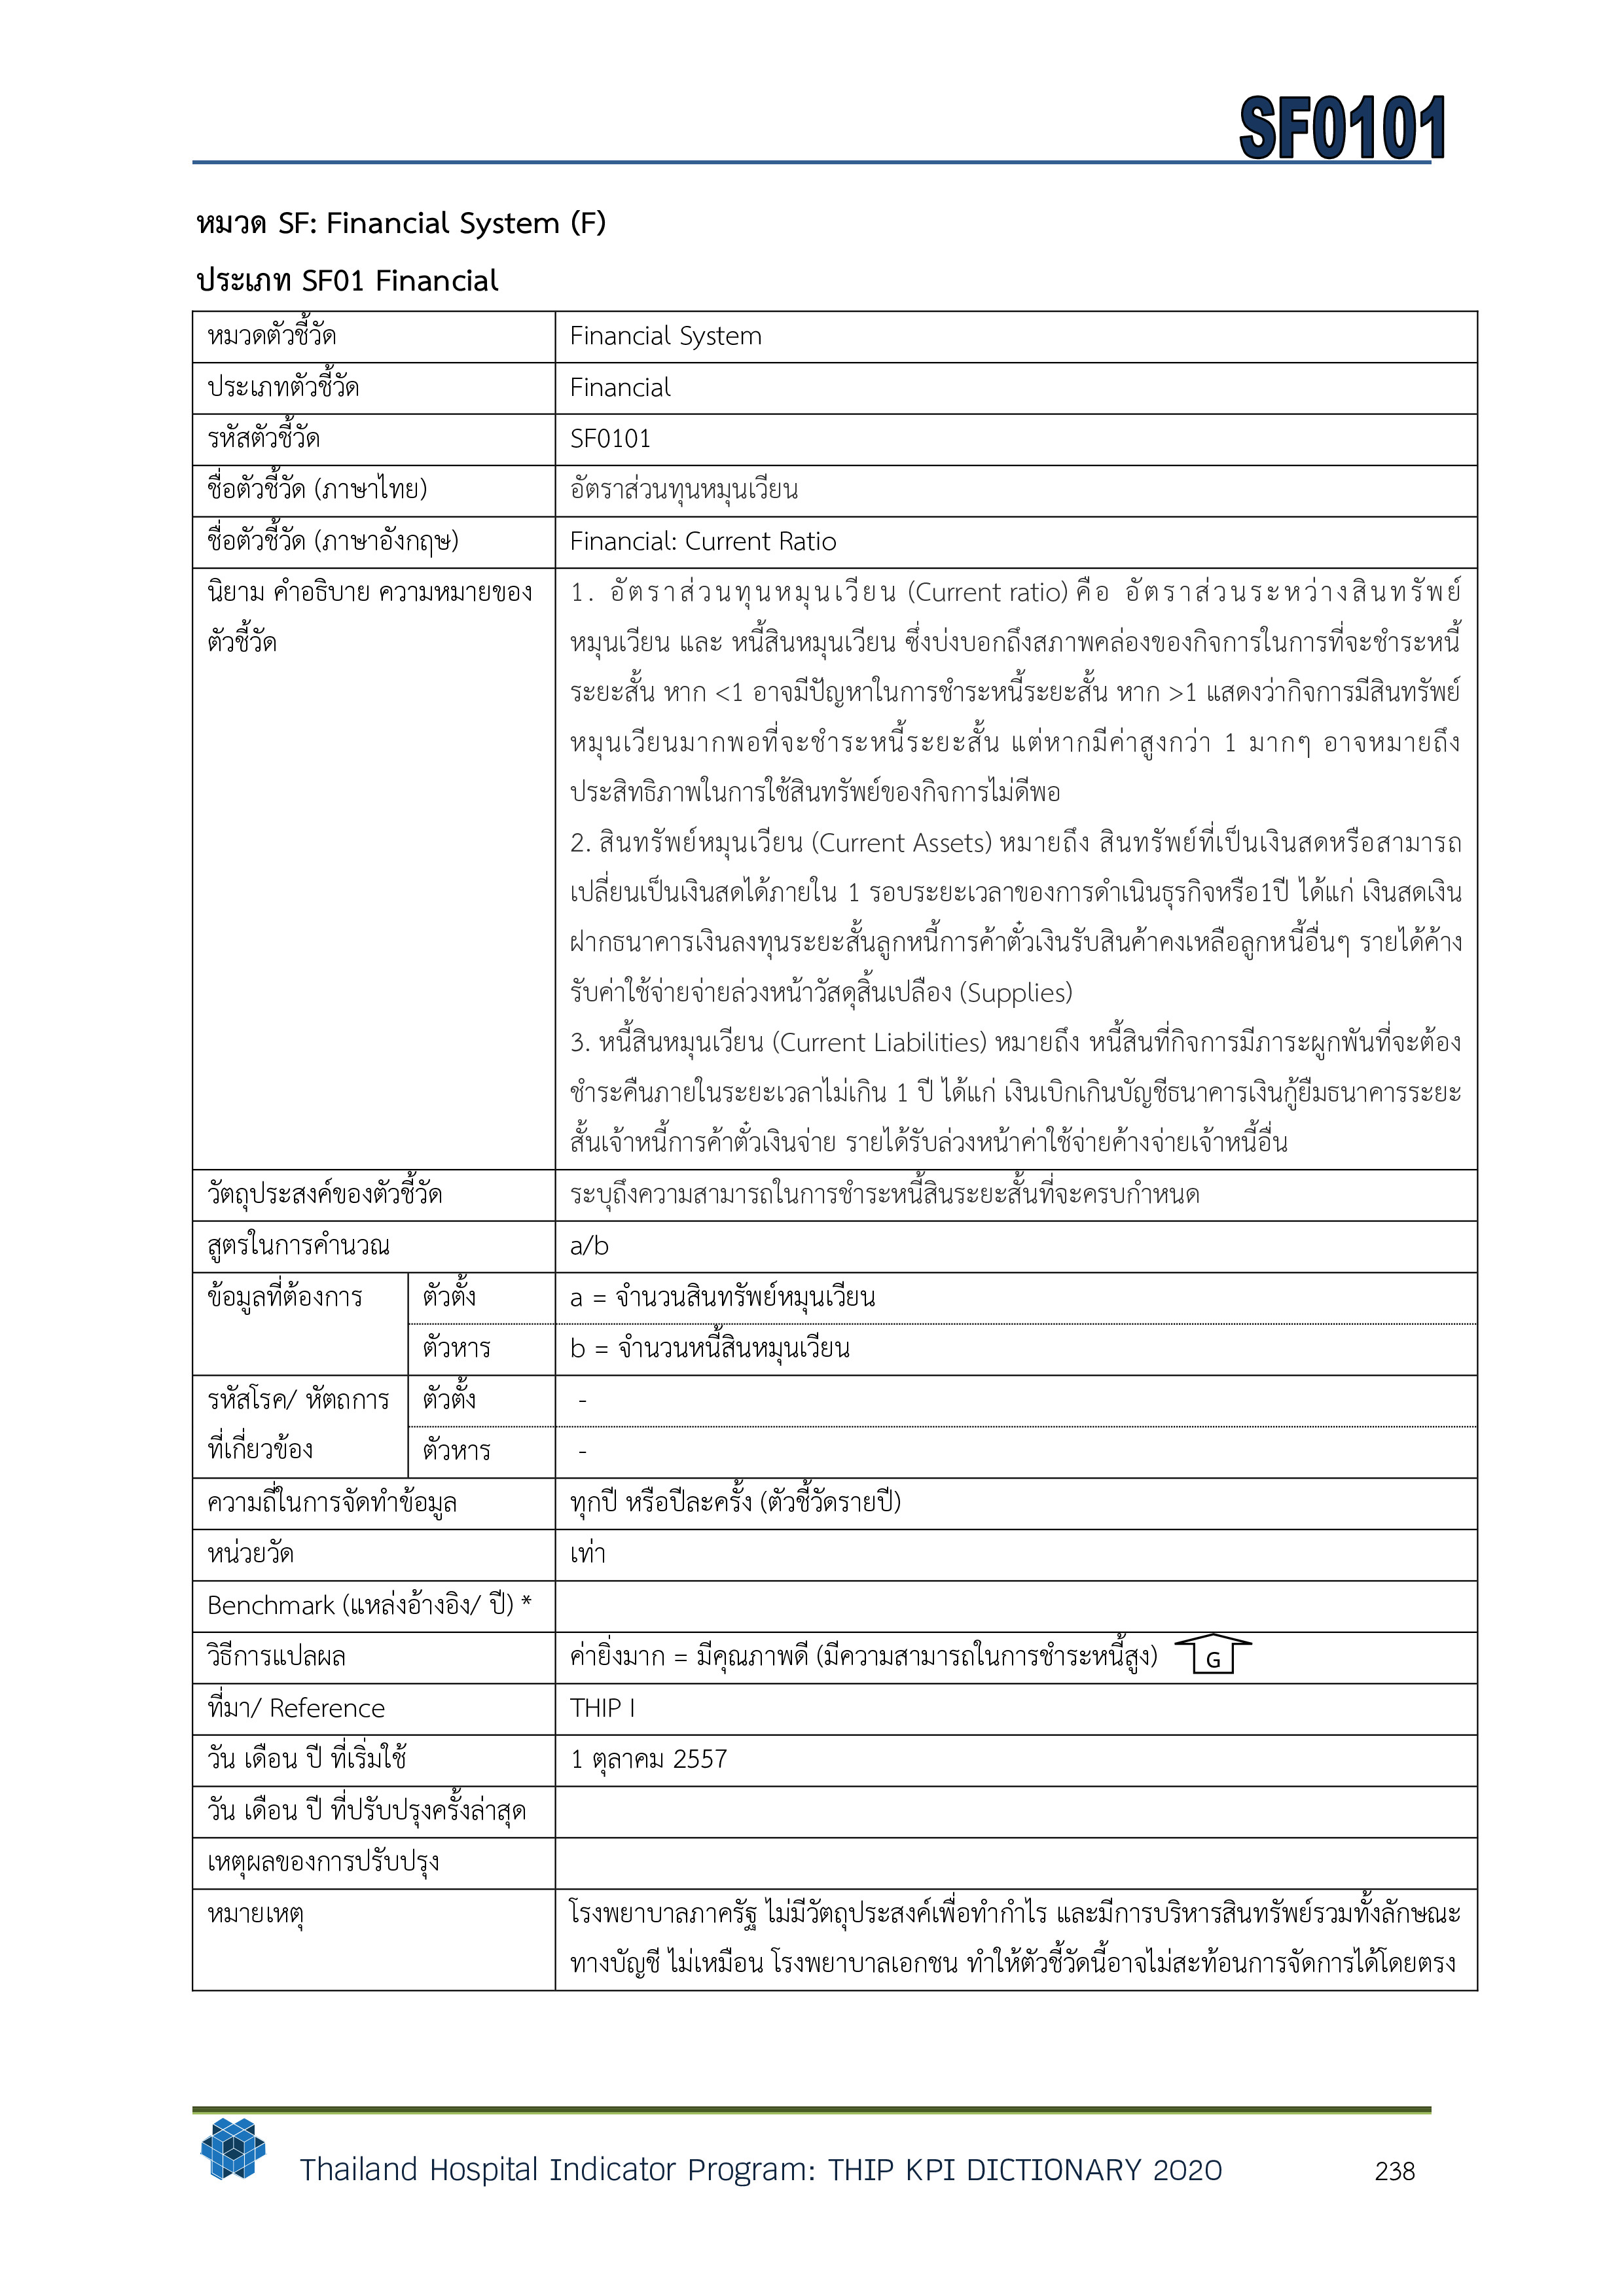 SF0101
หมวด SF: Financial System (F)
ประเภท SF01 Financial
หมวดตัวชี้วัด Financial System
ประเภทตัวชี้วัด Financial
รหัสตัวชี้วัด SF0101
ชื่อตัวชี้วัด (ภาษาไทย) อัตราส่วนทุนหมุนเวียน
ชื่อตัวชี้วัด (ภาษาอังกฤษ) Financial: Current Ratio
นิยาม คำอธิบาย ความหมายของ
ตัวชี้วัด
1. อัตราส่วนทุนหมุนเวียน (Current ratio) คือ อัตราส่วนระหว่างสินทรัพย์
หมุนเวียน และ หนี้สินหมุนเวียน ซึ่งบ่งบอกถึงสภาพคล่องของกิจการในการที่จะชำระหนี้
ระยะสั้น หาก <1 อาจมีปัญหาในการชำระหนี้ระยะสั้น หาก >1 แสดงว่ากิจการมีสินทรัพย์
หมุนเวียนมากพอที่จะชำระหนี้ระยะสั้น แต่หากมีค่าสูงกว่า 1 มากๆ อาจหมายถึง
ประสิทธิภาพในการใช้สินทรัพย์ของกิจการไม่ดีพอ
2. สินทรัพย์หมุนเวียน (Current Assets) หมายถึง สินทรัพย์ที่เป็นเงินสดหรือสามารถ
เปลี่ยนเป็นเงินสดได้ภายใน 1 รอบระยะเวลาของการดำเนินธุรกิจหรือ1ปี ได้แก่ เงินสดเงิน
ฝากธนาคารเงินลงทุนระยะสั้นลูกหนี้การค้าตั๋วเงินรับสินค้าคงเหลือลูกหนี้อื่นๆ รายได้ค้าง
รับค่าใช้จ่ายจ่ายล่วงหน้าวัสดุสิ้นเปลือง (Supplies)
3. หนี้สินหมุนเวียน (Current Liabilities) หมายถึง หนี้สินที่กิจการมีภาระผูกพันที่จะต้อง
ชำระคืนภายในระยะเวลาไม่เกิน 1 ปี ได้แก่ เงินเบิกเกินบัญชีธนาคารเงินกู้ยืมธนาคารระยะ
สั้นเจ้าหนี้การค้าตั๋วเงินจ่าย รายได้รับล่วงหน้าค่าใช้จ่ายค้างจ่ายเจ้าหนี้อื่น
วัตถุประสงค์ของตัวชี้วัด ระบุถึงความสามารถในการชำระหนี้สินระยะสั้นที่จะครบกำหนด
สูตรในการคำนวณ a/b
ข้อมูลที่ต้องการ ตัวตั้ง a = จำนวนสินทรัพย์หมุนเวียน
ตัวหาร b = จำนวนหนี้สินหมุนเวียน
รหัสโรค/ หัตถการ ตัวตั้ง -
ที่เกี่ยวข้อง ตัวหาร -
ความถี่ในการจัดทำข้อมูล ทุกปี หรือปีละครั้ง (ตัวชี้วัดรายปี)
หน่วยวัด เท่า
Benchmark (แหล่งอ้างอิง/ ปี) *
วิธีการแปลผล ค่ายิ่งมาก = มีคุณภาพดี (มีความสามารถในการชำระหนี้สูง) G
ที่มา/ Reference THIP I
วัน เดือน ปี ที่เริ่มใช้ 1 ตุลาคม 2557
วัน เดือน ปี ที่ปรับปรุงครั้งล่าสุด
เหตุผลของการปรับปรุง
หมายเหตุ โรงพยาบาลภาครัฐ ไม่มีวัตถุประสงค์เพื่อทำกำไร และมีการบริหารสินทรัพย์รวมทั้งลักษณะ
ทางบัญชี ไม่เหมือน โรงพยาบาลเอกชน ทำให้ตัวชี้วัดนี้อาจไม่สะท้อนการจัดการได้โดยตรง
Thailand Hospital Indicator Program: THIP KPI DICTIONARY 2020 238